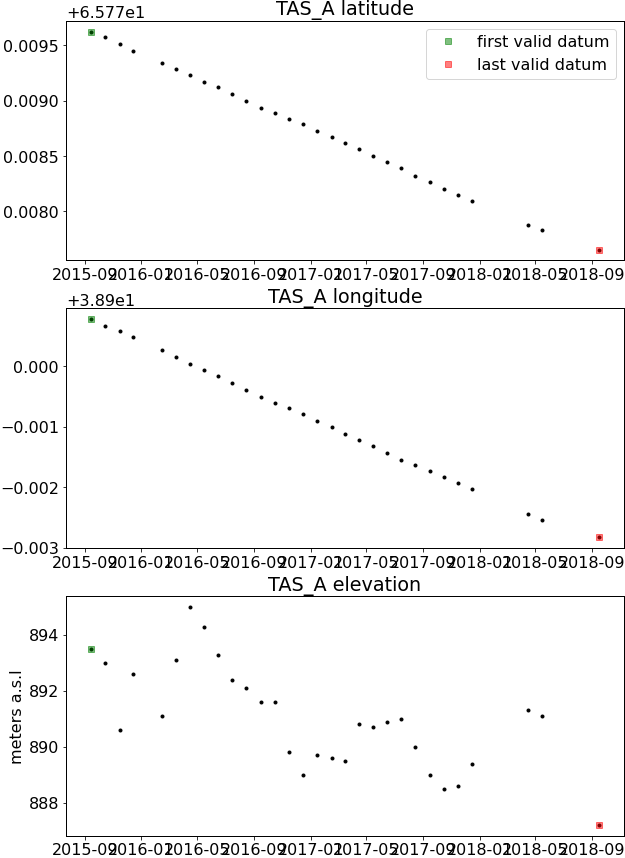 TAS_A latitude
+6.577e1
first valid datum
last valid datum
0.0095
0.0090
0.0085
0.0080
2015-09 2016-01 2016-05 2016-09 2017-01 2017-05 2017-09 2018-01 2018-05 2018-09
TAS_A longitude
+3.89e1
0.000
−0.001
−0.002
−0.003
2015-09 2016-01 2016-05 2016-09 2017-01 2017-05 2017-09 2018-01 2018-05 2018-09
TAS_A elevation
meters a.s.l
894
892
890
888
2015-09 2016-01 2016-05 2016-09 2017-01 2017-05 2017-09 2018-01 2018-05 2018-09